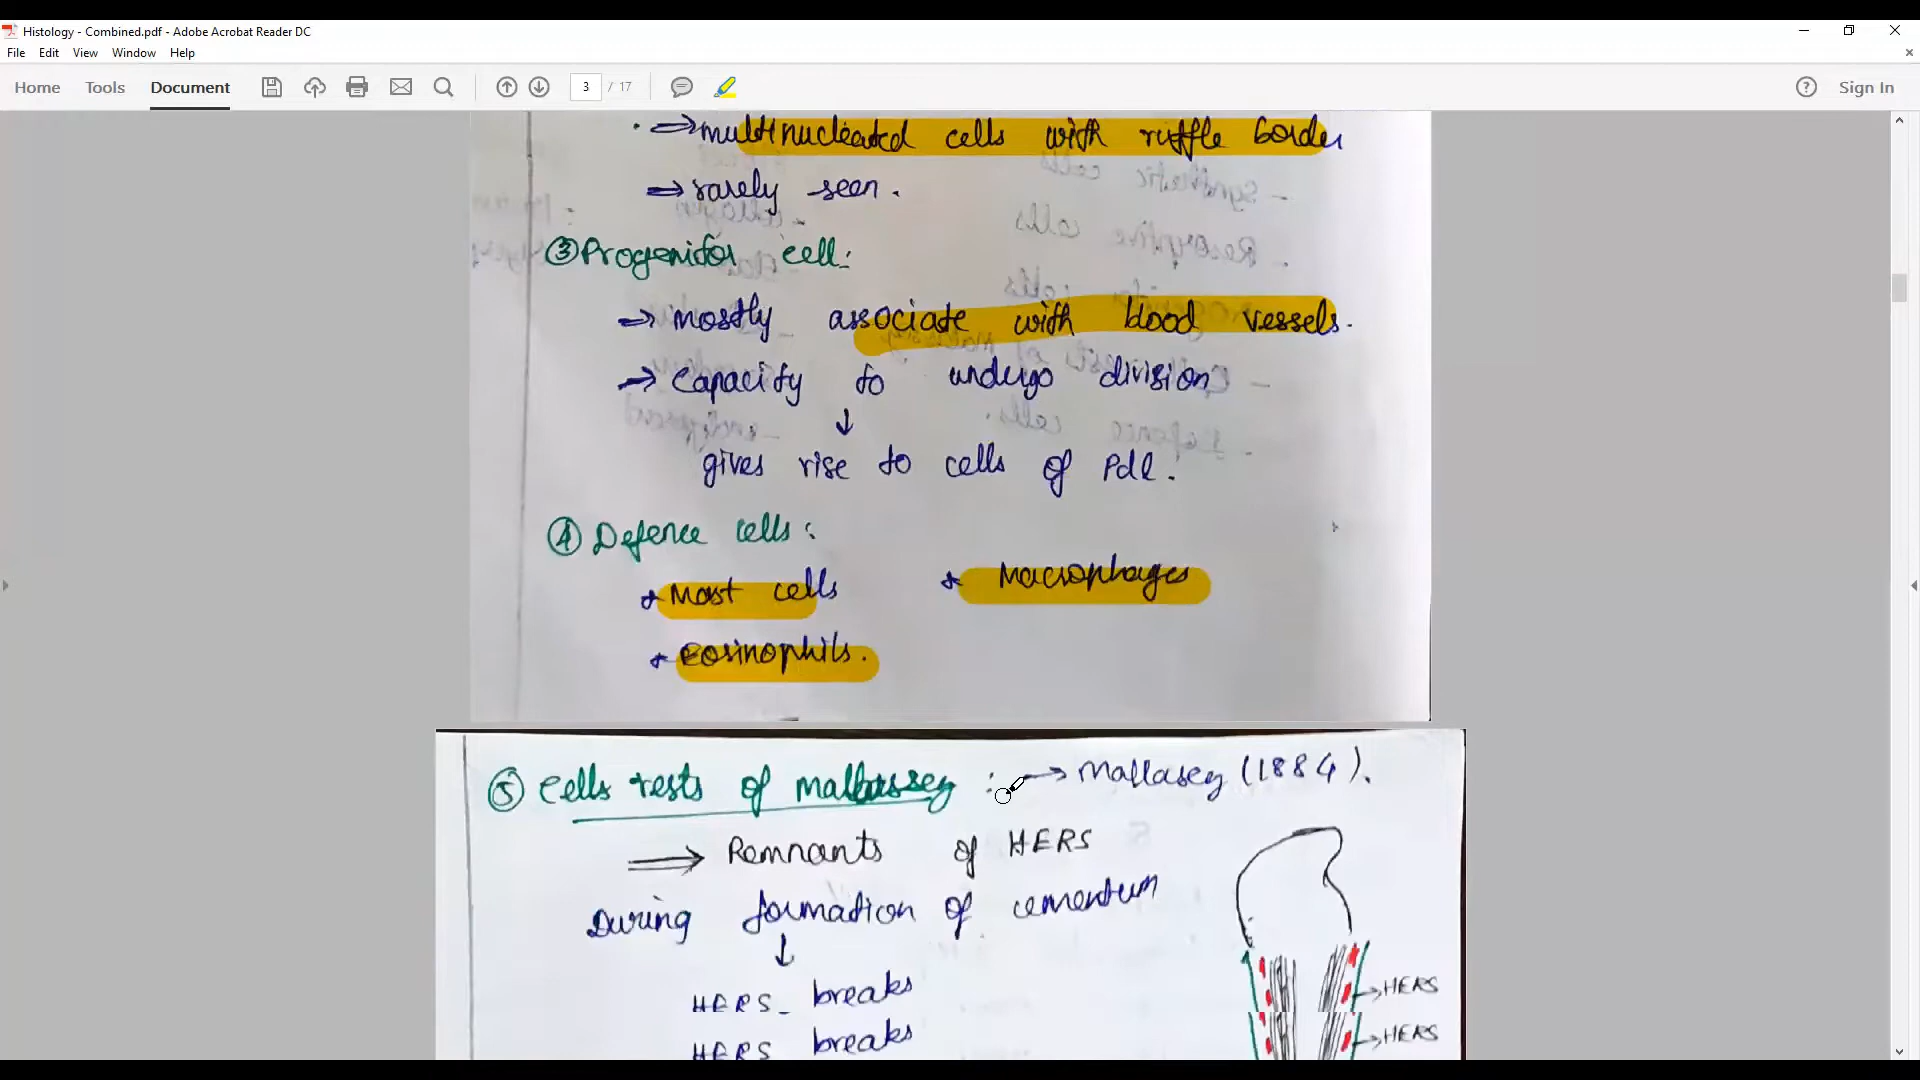 Histology - Combined.pdf - Adobe Acrobat Reader DC
File Edit View Window Help
Home Tools Document 3 / 17 Sign In
⇒ multinucleated cells with ruffle border
⇒ rarely seen.
③ Progenitor cell:
→ mostly associate with blood vessels.
→ Capacity to undergo division
↓
gives rise to cells of Pdl.
④ Defence cells:
* Mast cells * Macrophages
* Eosinophils.
⑤ Cells rests of mallassey : → Mallasey (1884).
⇒ Remnants of HERS
During formation of cementum
↓
HERS breaks
→HERS
HERS breaks
→HERS